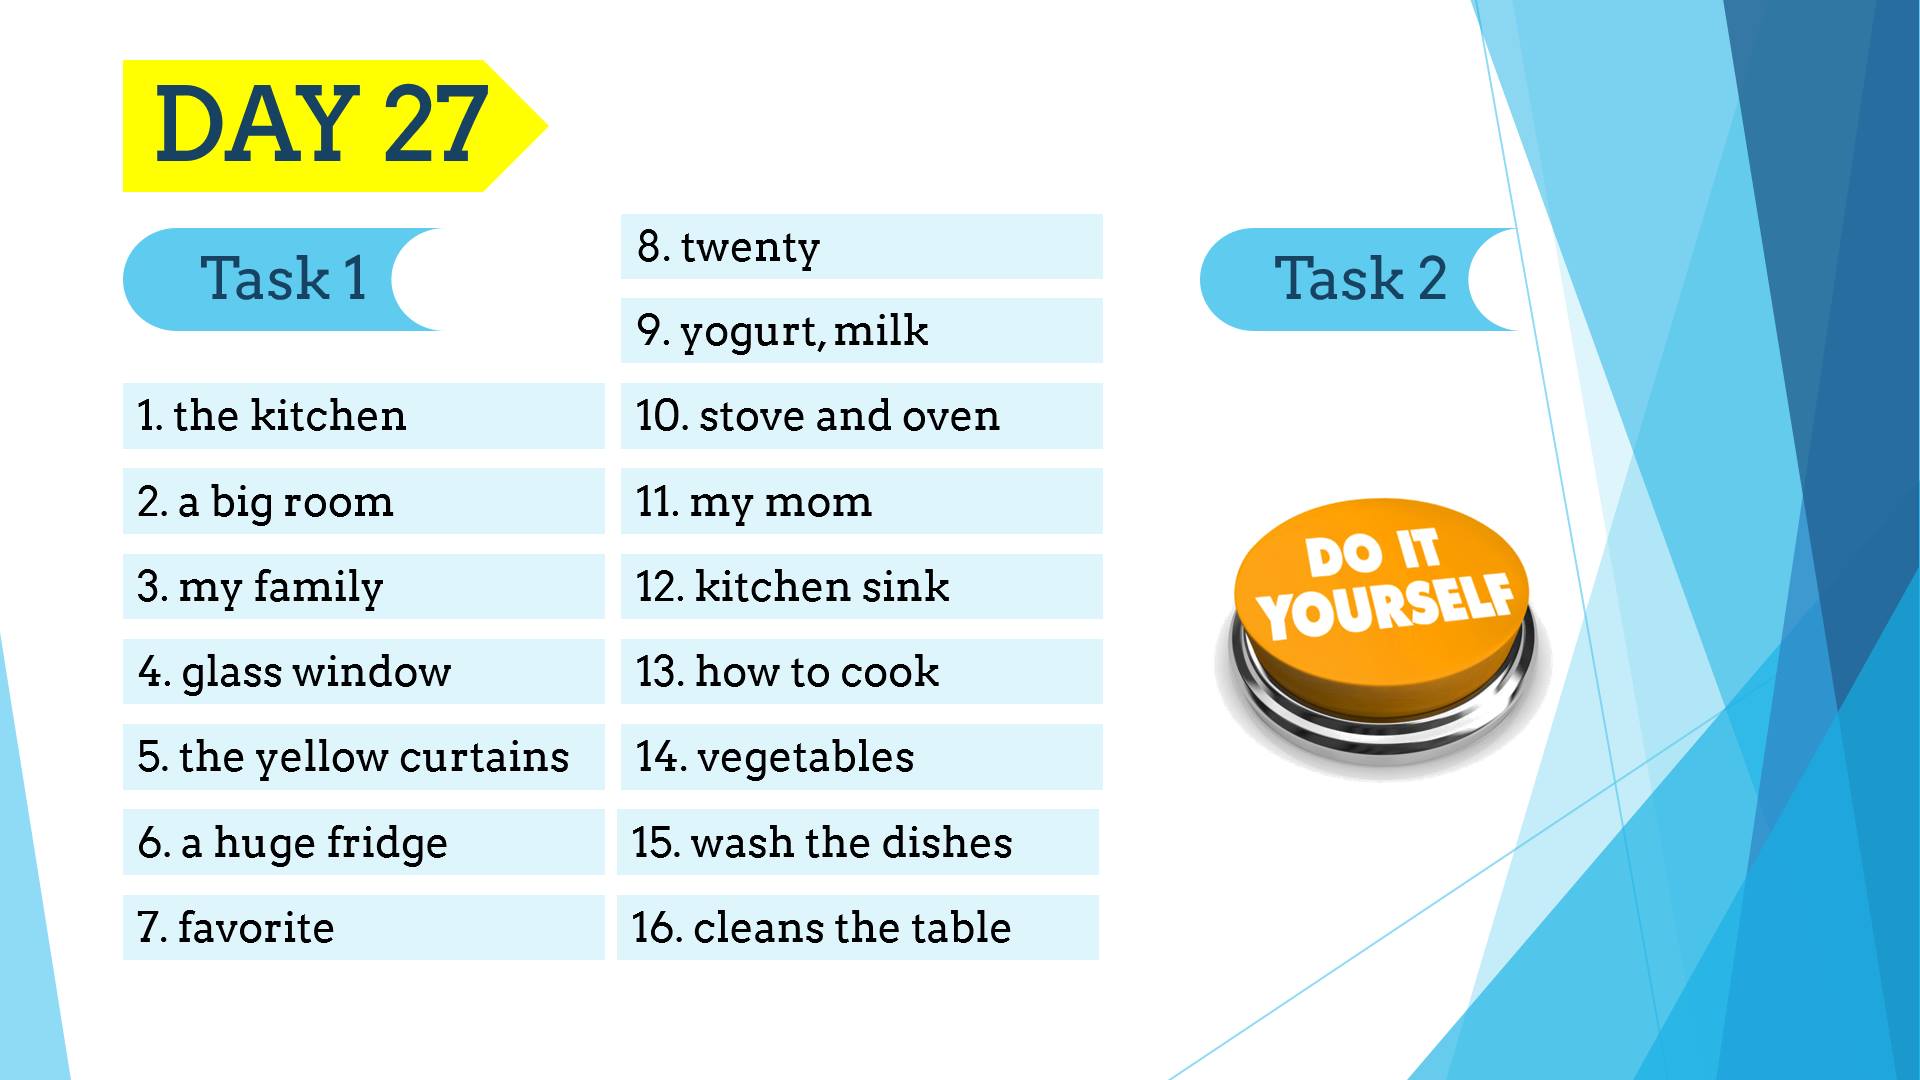 DAY 27
Task 1
1. the kitchen
2. a big room
3. my family
4. glass window
5. the yellow curtains
6. a huge fridge
7. favorite
8. twenty
9. yogurt, milk
10. stove and oven
11. my mom
12. kitchen sink
13. how to cook
14. vegetables
15. wash the dishes
16. cleans the table
Task 2
DO IT
YOURSELF